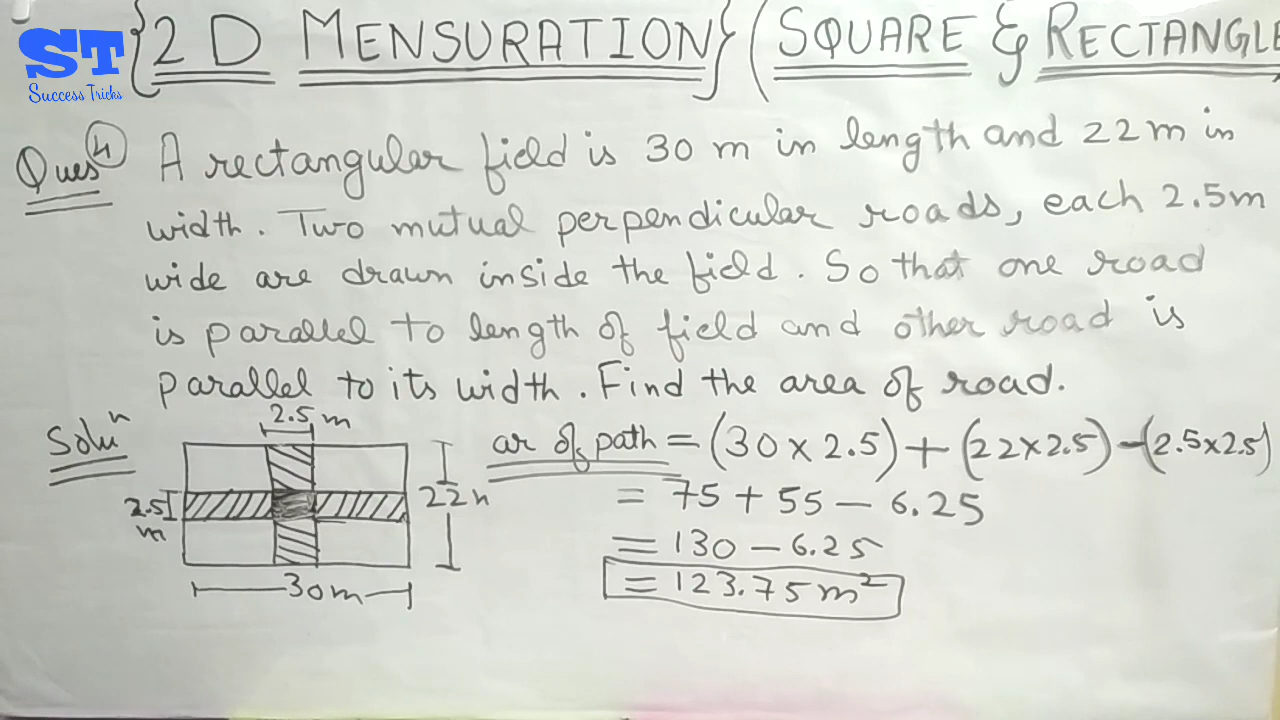 ST
Success Tricks
{2 D MENSURATION} (SQUARE & RECTANGLE
Ques 4 A rectangular field is 30 m in length and 22 m in
width. Two mutual perpendicular roads, each 2.5 m
wide are drawn inside the field. So that one road
is parallel to length of field and other road is
parallel to its width. Find the area of road.
Soluⁿ
2.5 m
2.5 m
22 m
30 m
ar of path = (30 × 2.5) + (22 × 2.5) - (2.5 × 2.5)
= 75 + 55 - 6.25
= 130 - 6.25
= 123.75 m²